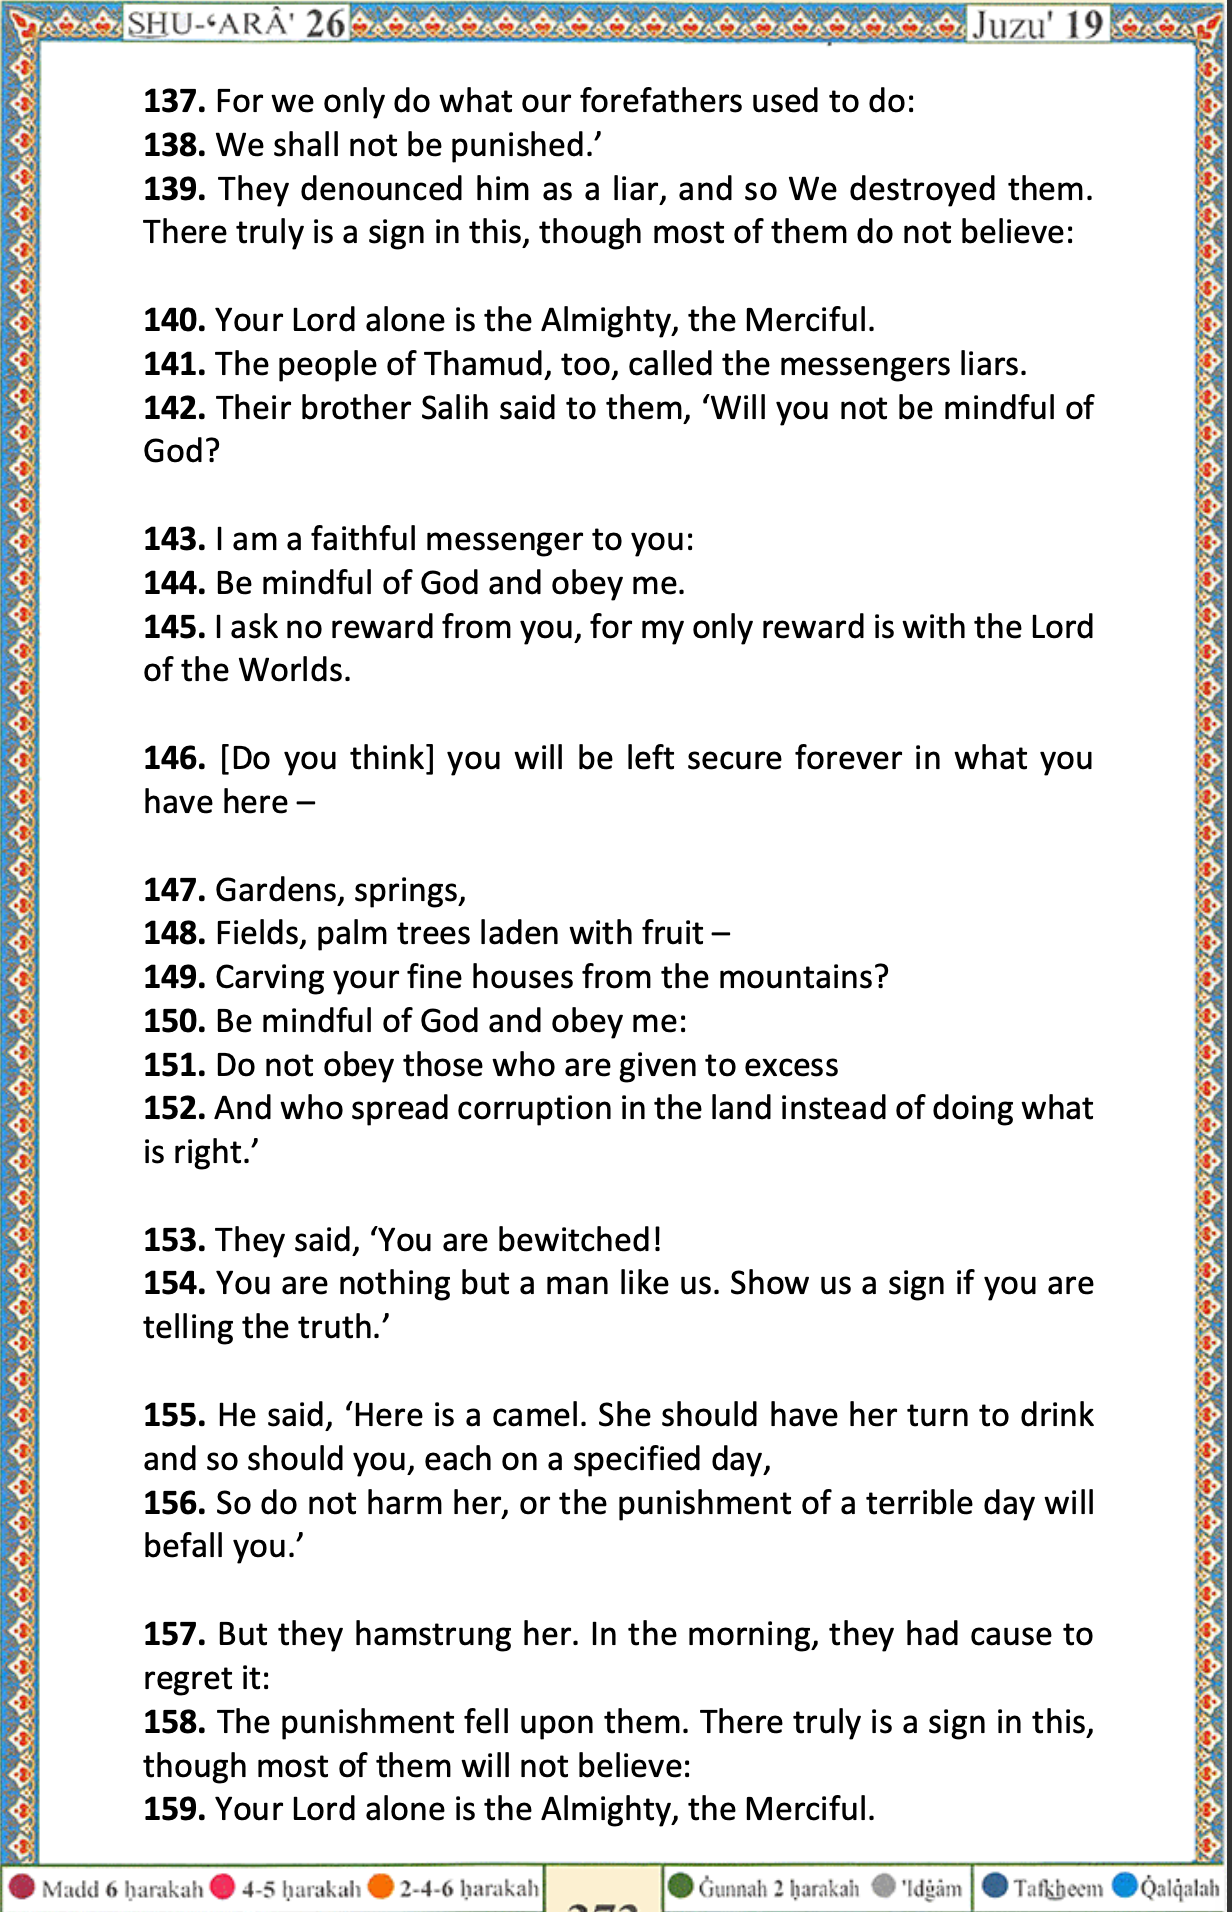 SHU-‘ARÂ' 26
Juzu' 19
137. For we only do what our forefathers used to do:
138. We shall not be punished.’
139. They denounced him as a liar, and so We destroyed them.
There truly is a sign in this, though most of them do not believe:
140. Your Lord alone is the Almighty, the Merciful.
141. The people of Thamud, too, called the messengers liars.
142. Their brother Salih said to them, ‘Will you not be mindful of
God?
143. I am a faithful messenger to you:
144. Be mindful of God and obey me.
145. I ask no reward from you, for my only reward is with the Lord
of the Worlds.
146. [Do you think] you will be left secure forever in what you
have here –
147. Gardens, springs,
148. Fields, palm trees laden with fruit –
149. Carving your fine houses from the mountains?
150. Be mindful of God and obey me:
151. Do not obey those who are given to excess
152. And who spread corruption in the land instead of doing what
is right.’
153. They said, ‘You are bewitched!
154. You are nothing but a man like us. Show us a sign if you are
telling the truth.’
155. He said, ‘Here is a camel. She should have her turn to drink
and so should you, each on a specified day,
156. So do not harm her, or the punishment of a terrible day will
befall you.’
157. But they hamstrung her. In the morning, they had cause to
regret it:
158. The punishment fell upon them. There truly is a sign in this,
though most of them will not believe:
159. Your Lord alone is the Almighty, the Merciful.
Madd 6 ḥarakah 4-5 ḥarakah 2-4-6 ḥarakah
Ġunnah 2 ḥarakah 'Idġâm
Tafkheem Q̇alq̇alah